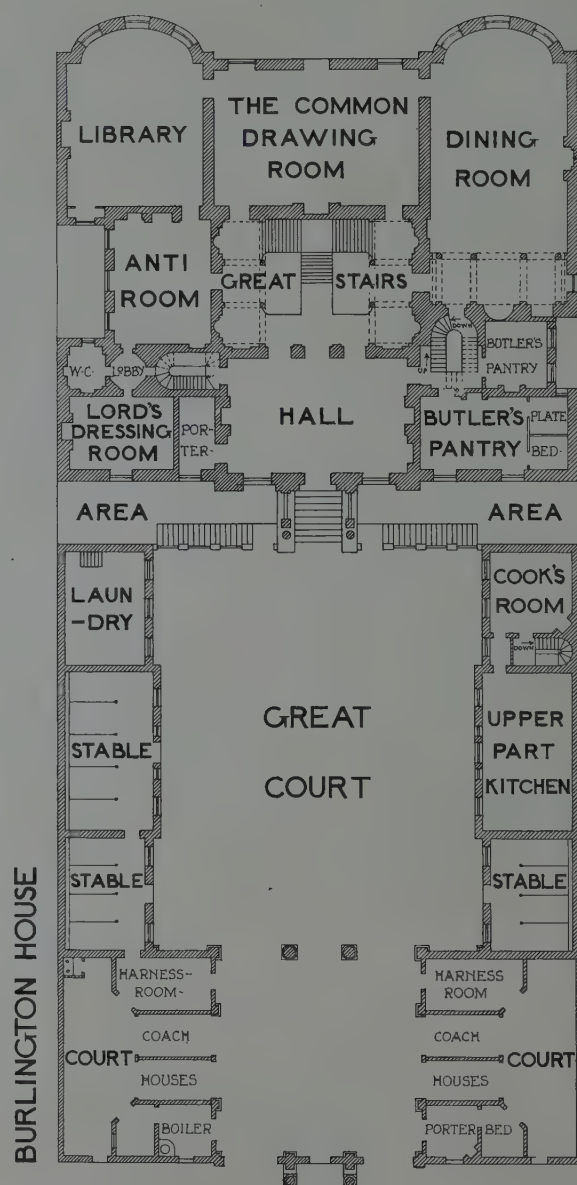 LIBRARY
THE COMMON
DRAWING
ROOM
DINING
ROOM
ANTI
ROOM
GREAT STAIRS
W.C.
LOBBY
DOWN
UP
BUTLER'S
PANTRY
LORD'S
DRESSING
ROOM
POR-
TER-
HALL
BUTLER'S
PANTRY
PLATE
BED.
AREA
AREA
LAUN
-DRY
COOK'S
ROOM
DOWN
GREAT
COURT
STABLE
UPPER
PART
KITCHEN
STABLE
STABLE
HARNESS-
ROOM-
HARNESS
ROOM
COACH
HOUSES
COACH
HOUSES
COURT
COURT
BOILER
PORTER
BED
BURLINGTON HOUSE